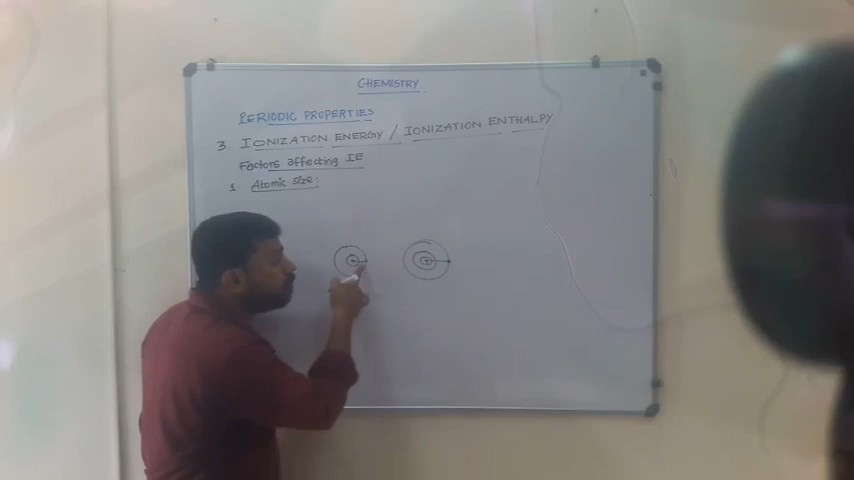 CHEMISTRY
PERIODIC PROPERTIES
3. IONIZATION ENERGY / IONIZATION ENTHALPY
Factors affecting IE
1. Atomic size: